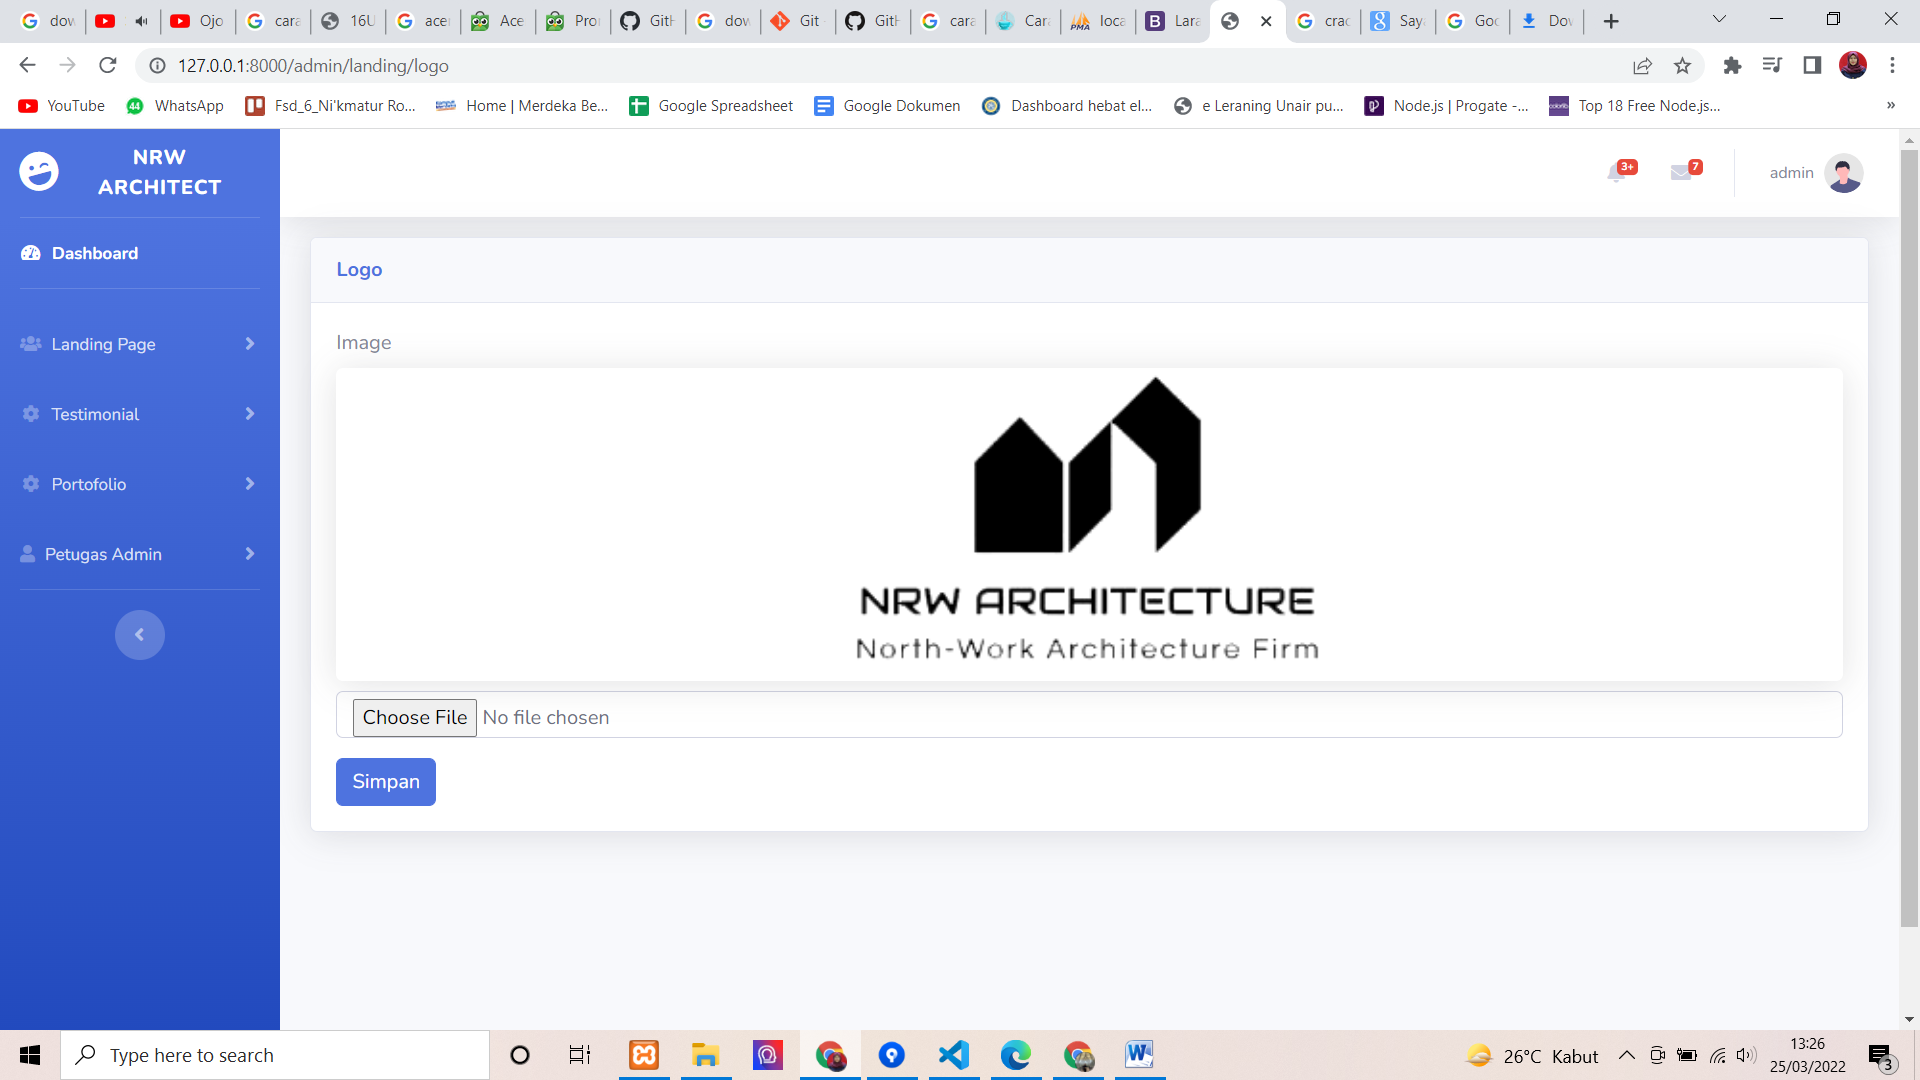 dow
Ojo
cara
16U
acer
Ace
Pro
GitH
dow
Git
GitH
cara
Cara
loca
Lara
crac
Say
Goo
Dow
127.0.0.1:8000/admin/landing/logo
YouTube
WhatsApp
Fsd_6_Ni'kmatur Ro...
Home | Merdeka Be...
Google Spreadsheet
Google Dokumen
Dashboard hebat el...
e Leraning Unair pu...
Node.js | Progate -...
Top 18 Free Node.js...
»
NRW
ARCHITECT
3+
7
admin
Dashboard
Logo
Landing Page
Image
Testimonial
Portofolio
Petugas Admin
NRW ARCHITECTURE
North-Work Architecture Firm
Choose File No file chosen
Simpan
Type here to search
26°C Kabut
13:26
25/03/2022
3